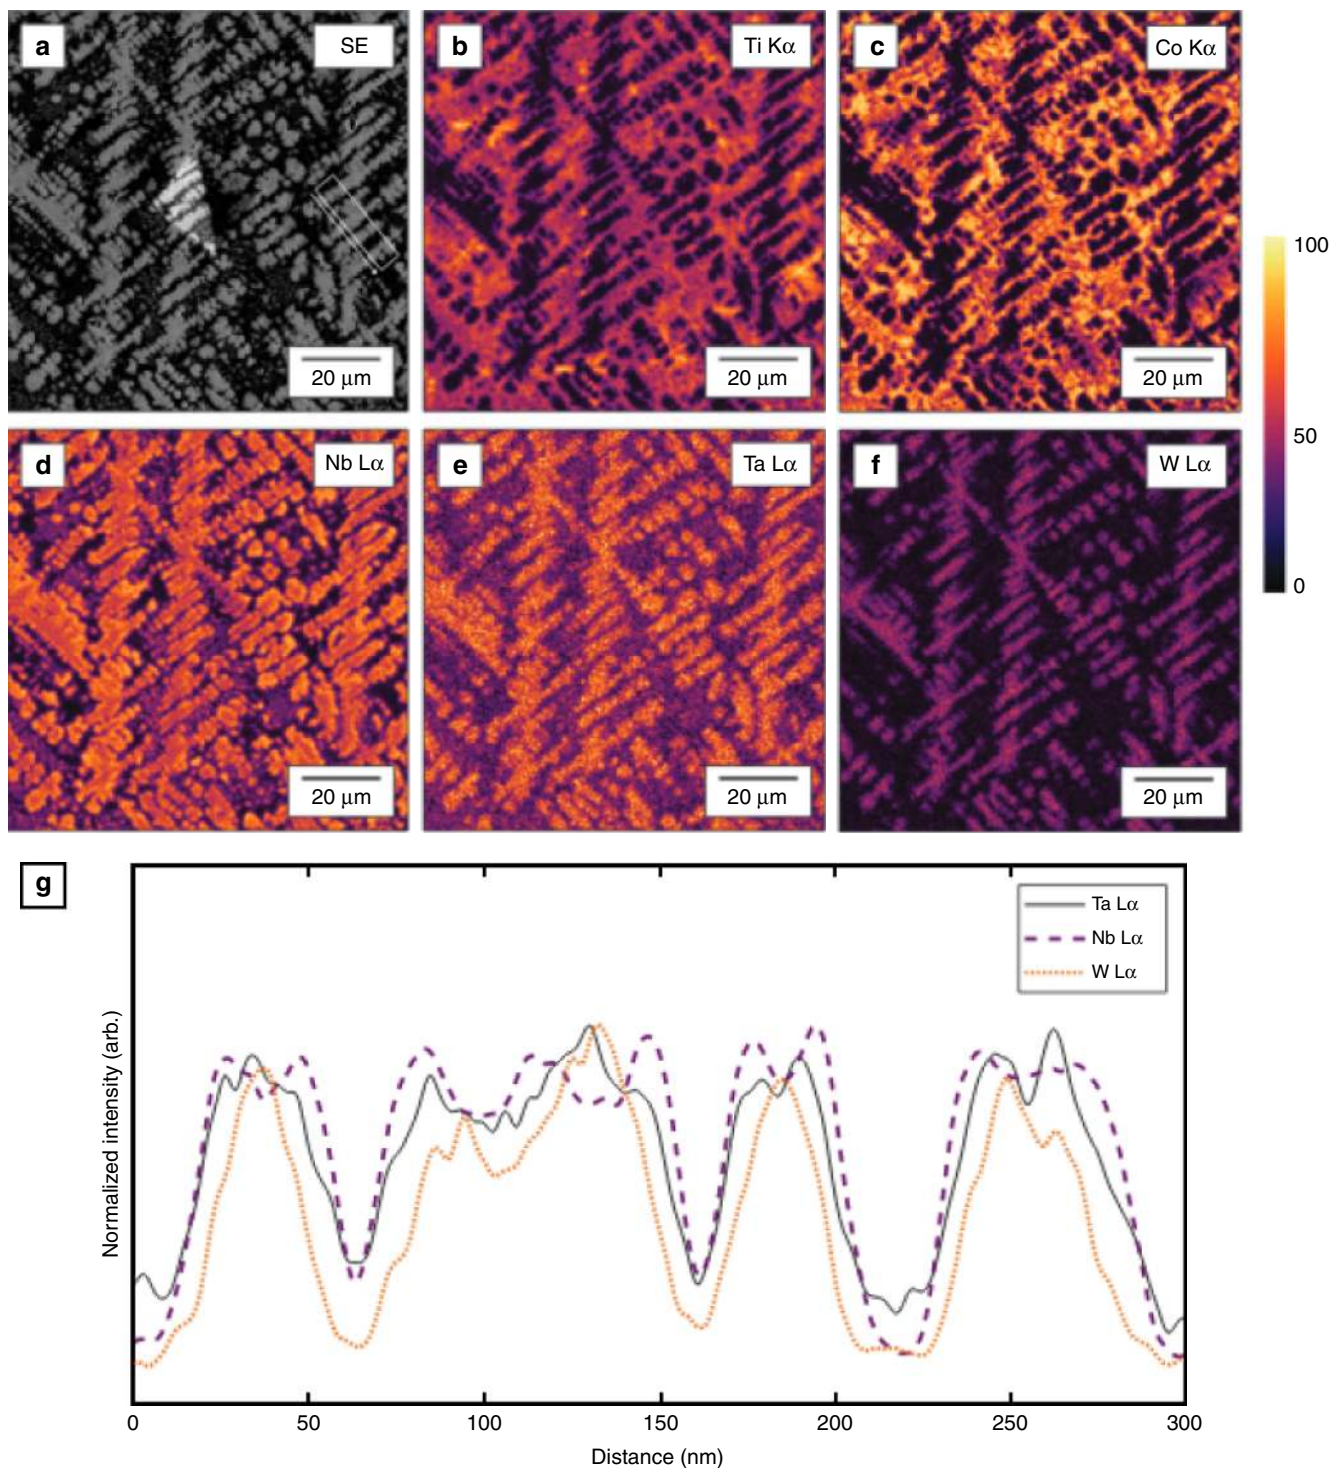 a
SE
b
Ti Kα
c
Co Kα
20 μm
20 μm
20 μm
100
50
0
d
Nb Lα
e
Ta Lα
f
W Lα
20 μm
20 μm
20 μm
g
Ta Lα
Nb Lα
W Lα
Normalized intensity (arb.)
0
50
100
150
200
250
300
Distance (nm)